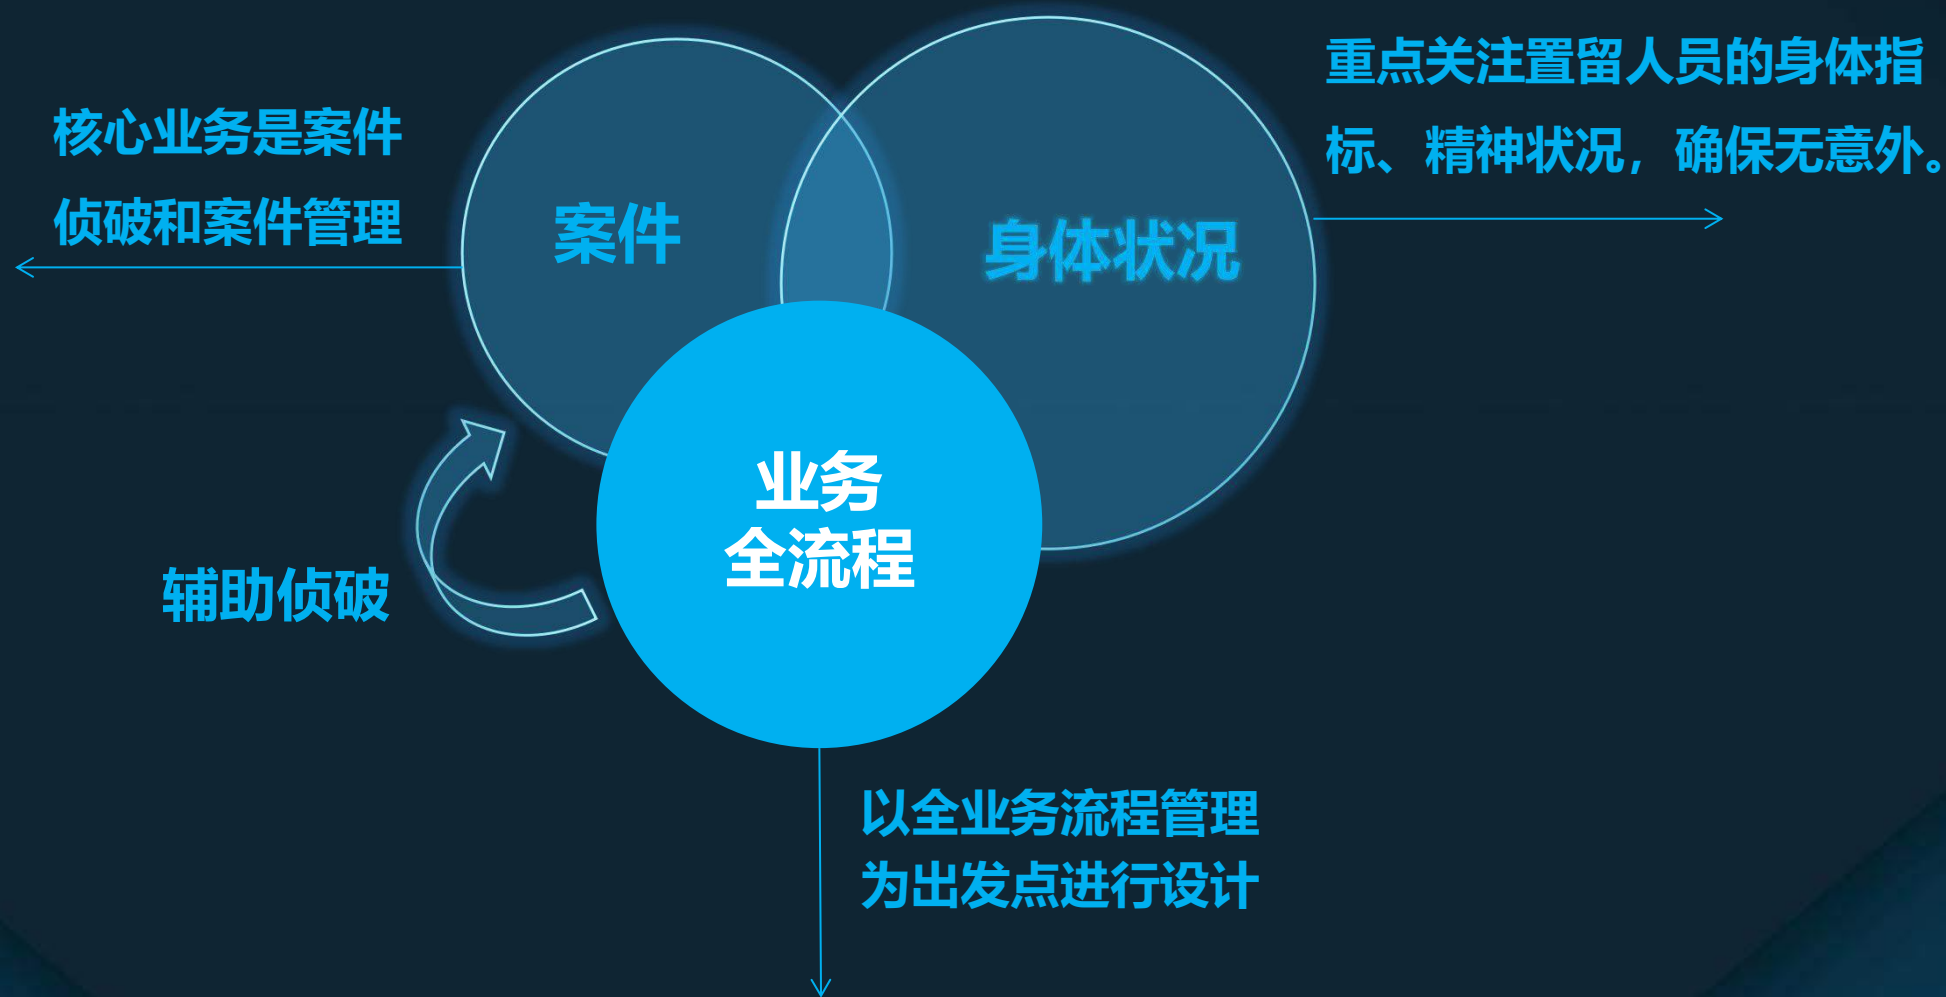 核心业务是案件
侦破和案件管理
案件
身体状况
重点关注置留人员的身体指
标、精神状况，确保无意外。
业务
全流程
辅助侦破
以全业务流程管理
为出发点进行设计